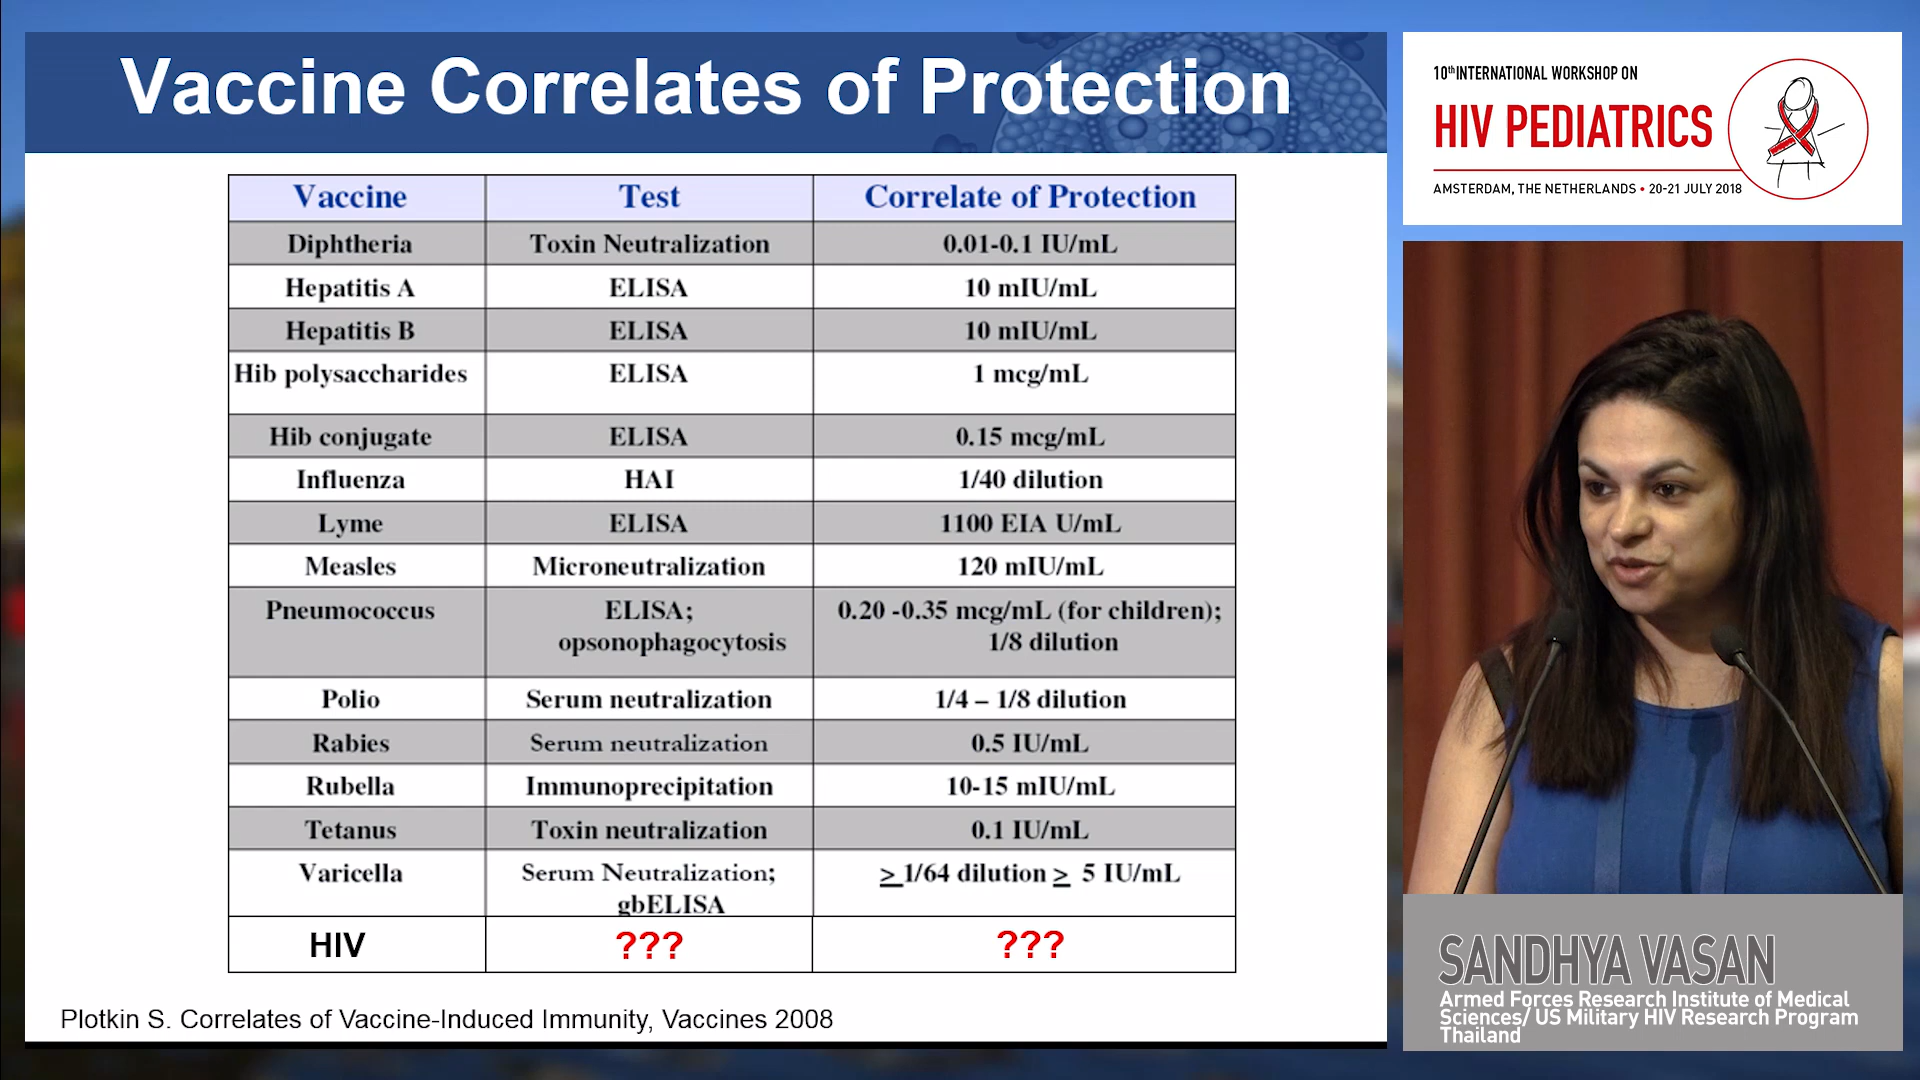 Vaccine Correlates of Protection
Vaccine Test Correlate of Protection
Diphtheria Toxin Neutralization 0.01-0.1 IU/mL
Hepatitis A ELISA 10 mIU/mL
Hepatitis B ELISA 10 mIU/mL
Hib polysaccharides ELISA 1 mcg/mL
Hib conjugate ELISA 0.15 mcg/mL
Influenza HAI 1/40 dilution
Lyme ELISA 1100 EIA U/mL
Measles Microneutralization 120 mIU/mL
Pneumococcus ELISA; 0.20 -0.35 mcg/mL (for children);
opsonophagocytosis 1/8 dilution
Polio Serum neutralization 1/4 – 1/8 dilution
Rabies Serum neutralization 0.5 IU/mL
Rubella Immunoprecipitation 10-15 mIU/mL
Tetanus Toxin neutralization 0.1 IU/mL
Varicella Serum Neutralization; ≥ 1/64 dilution ≥ 5 IU/mL
gbELISA
HIV ??? ???
Plotkin S. Correlates of Vaccine-Induced Immunity, Vaccines 2008
10th INTERNATIONAL WORKSHOP ON
HIV PEDIATRICS
AMSTERDAM, THE NETHERLANDS • 20-21 JULY 2018
SANDHYA VASAN
Armed Forces Research Institute of Medical
Sciences/ US Military HIV Research Program
Thailand